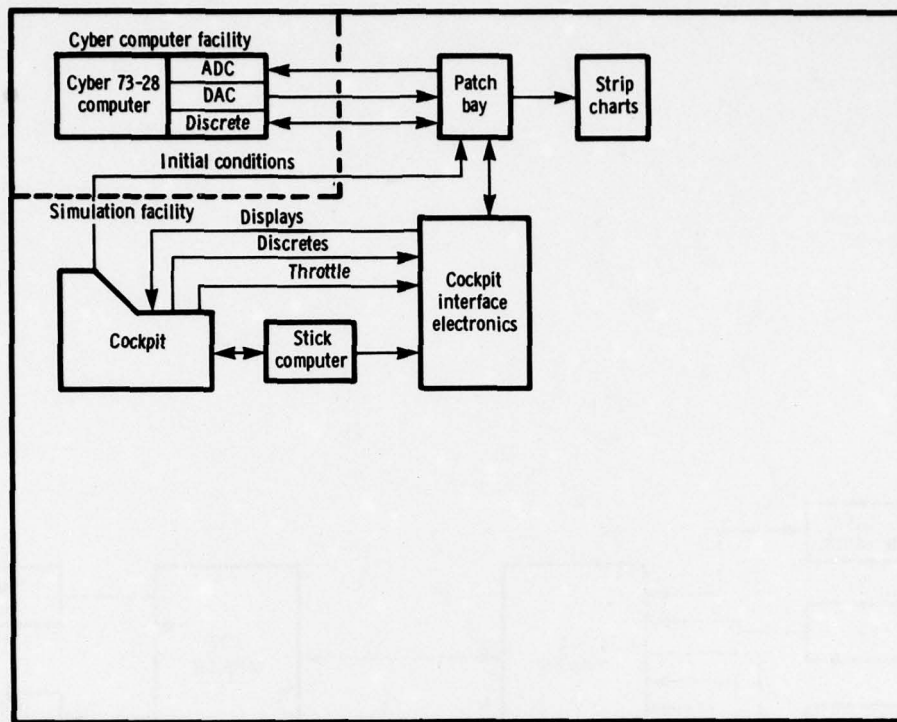 Cyber computer facility
Cyber 73-28
computer
ADC
DAC
Discrete
Patch
bay
Strip
charts
Initial conditions
Simulation facility
Displays
Discretes
Throttle
Cockpit
Stick
computer
Cockpit
interface
electronics